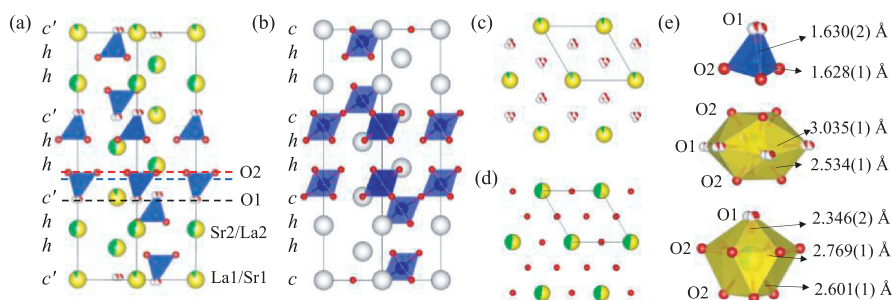 (a)
c′
h
h
c′
h
h
c′
h
h
c′
O2
O1
Sr2/La2
La1/Sr1
(b)
c
h
h
c
h
h
c
h
h
c
(c)
(d)
(e)
O1
1.630(2) Å
O2
1.628(1) Å
O2
3.035(1) Å
O1
2.534(1) Å
O2
O1
2.346(2) Å
O2
2.769(1) Å
O2
2.601(1) Å